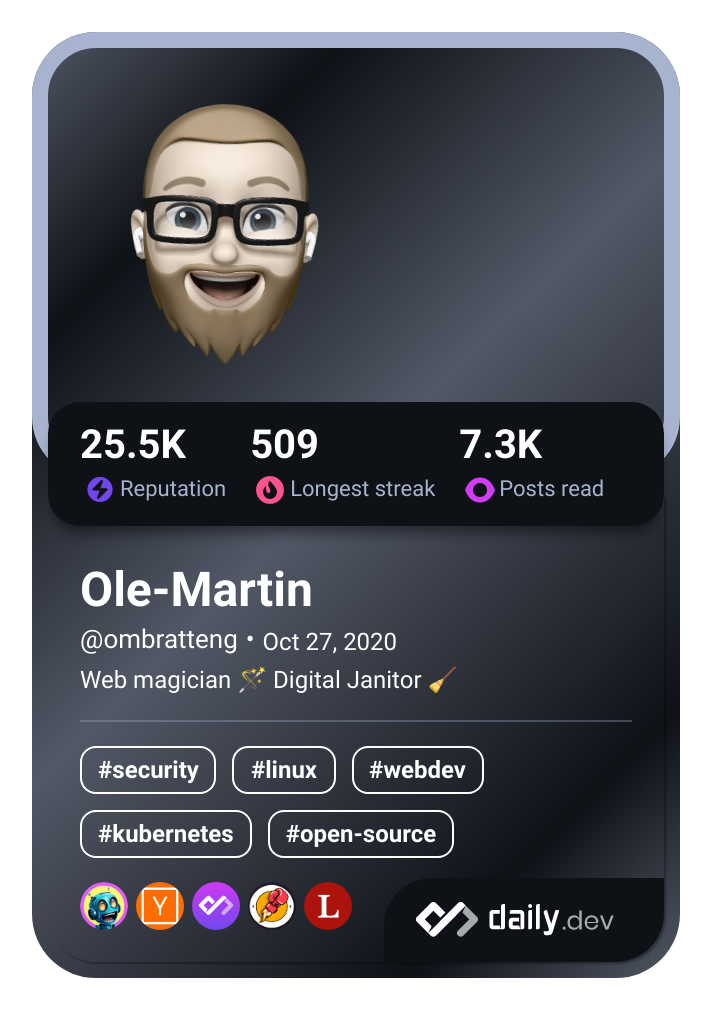 25.5K 509 7.3K
Reputation Longest streak Posts read
Ole-Martin
@ombratteng • Oct 27, 2020
Web magician 🪄 Digital Janitor 🧹
#security #linux #webdev
#kubernetes #open-source
Y L
daily.dev